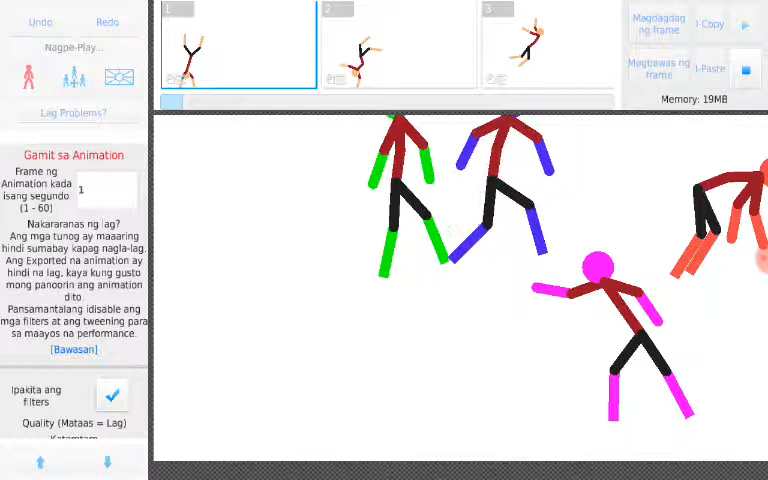 Undo Redo
Nagpe-Play...
Lag Problems?
Gamit sa Animation
Frame ng
Animation kada
isang segundo
(1 - 60)
1
Nakararanas ng lag?
Ang mga tunog ay maaaring
hindi sumabay kapag nagla-lag.
Ang Exported na animation ay
hindi na lag, kaya kung gusto
mong panoorin ang animation
dito.
Pansamantalang idisable ang
mga filters at ang tweening para
sa maayos na performance.
[Bawasan]
Ipakita ang
filters
Quality (Mataas = Lag)
Katamtam
1
2
3
Magdagdag
ng frame
I-Copy
Magbawas ng
frame
I-Paste
Memory: 19MB